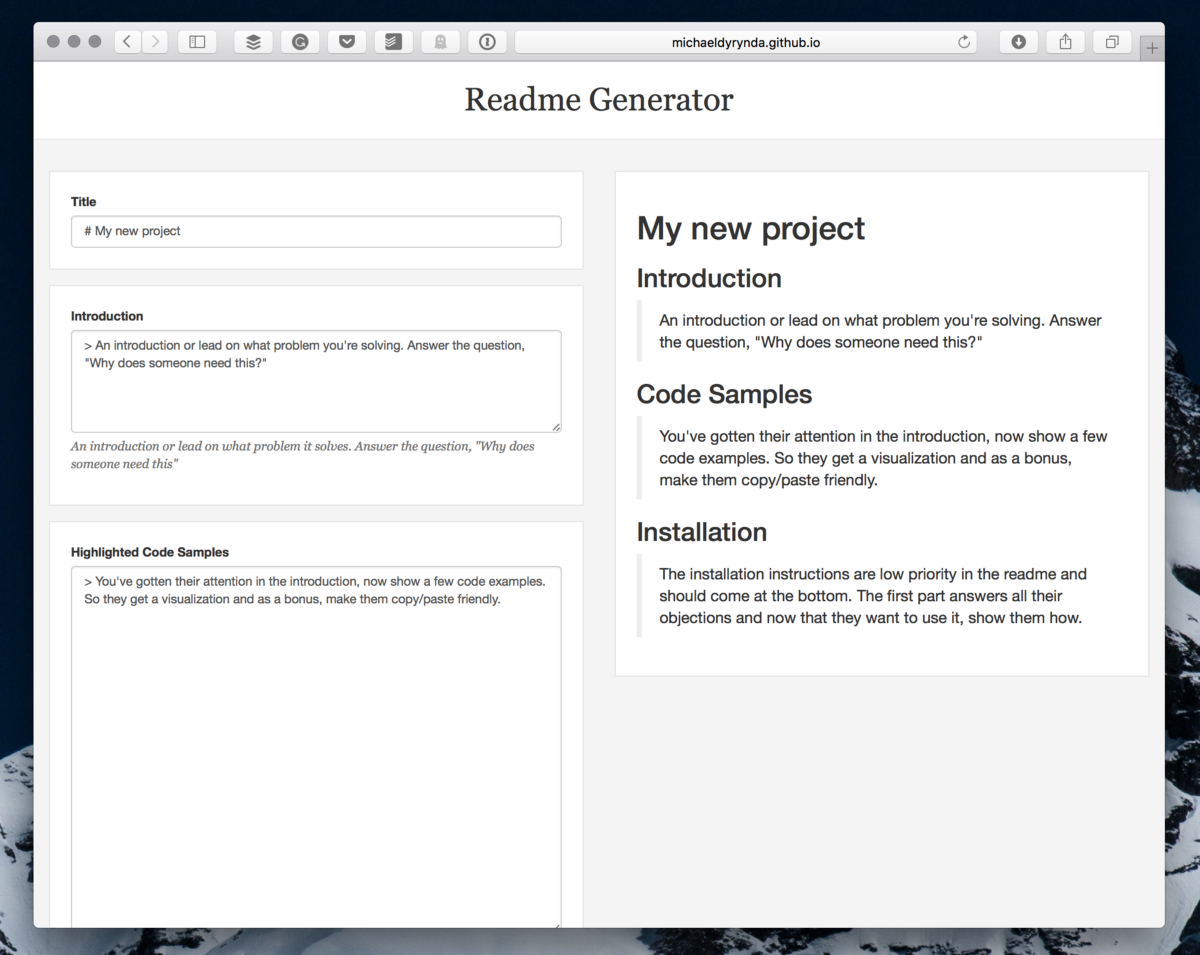 michaeldyrynda.github.io
Readme Generator
Title
# My new project
Introduction
> An introduction or lead on what problem you're solving. Answer the question,
"Why does someone need this?"
An introduction or lead on what problem it solves. Answer the question, "Why does
someone need this"
Highlighted Code Samples
> You've gotten their attention in the introduction, now show a few code examples.
So they get a visualization and as a bonus, make them copy/paste friendly.
My new project
Introduction
An introduction or lead on what problem you're solving. Answer
the question, "Why does someone need this?"
Code Samples
You've gotten their attention in the introduction, now show a few
code examples. So they get a visualization and as a bonus,
make them copy/paste friendly.
Installation
The installation instructions are low priority in the readme and
should come at the bottom. The first part answers all their
objections and now that they want to use it, show them how.